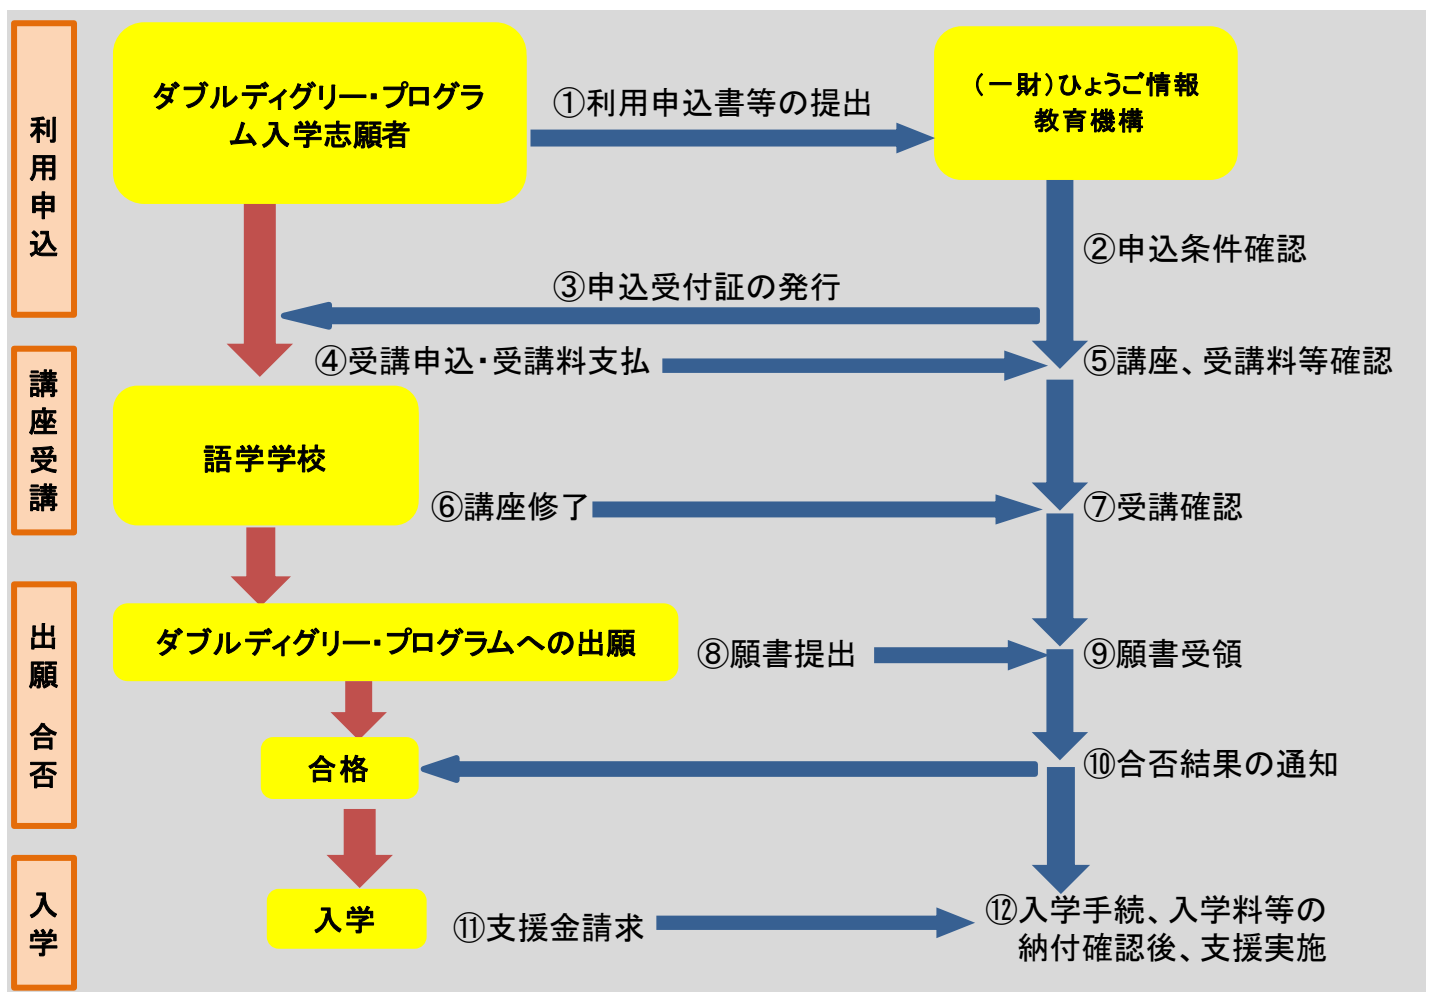 利用申込
ダブルディグリー・プログラ
ム入学志願者
①利用申込書等の提出
（一財）ひょうご情報
教育機構
②申込条件確認
③申込受付証の発行
講座受講
④受講申込・受講料支払
⑤講座、受講料等確認
語学学校
⑥講座修了
⑦受講確認
出願 合否
ダブルディグリー・プログラムへの出願
⑧願書提出
⑨願書受領
合格
⑩合否結果の通知
入学
入学
⑪支援金請求
⑫入学手続、入学料等の
納付確認後、支援実施